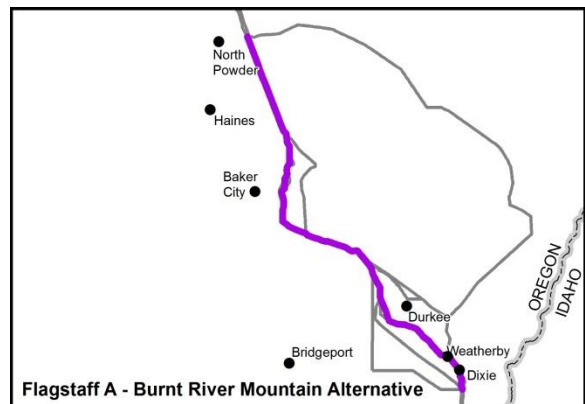 North
Powder
Haines
Baker
City
OREGON
IDAHO
Durkee
Weatherby
Bridgeport
Dixie
Flagstaff A - Burnt River Mountain Alternative